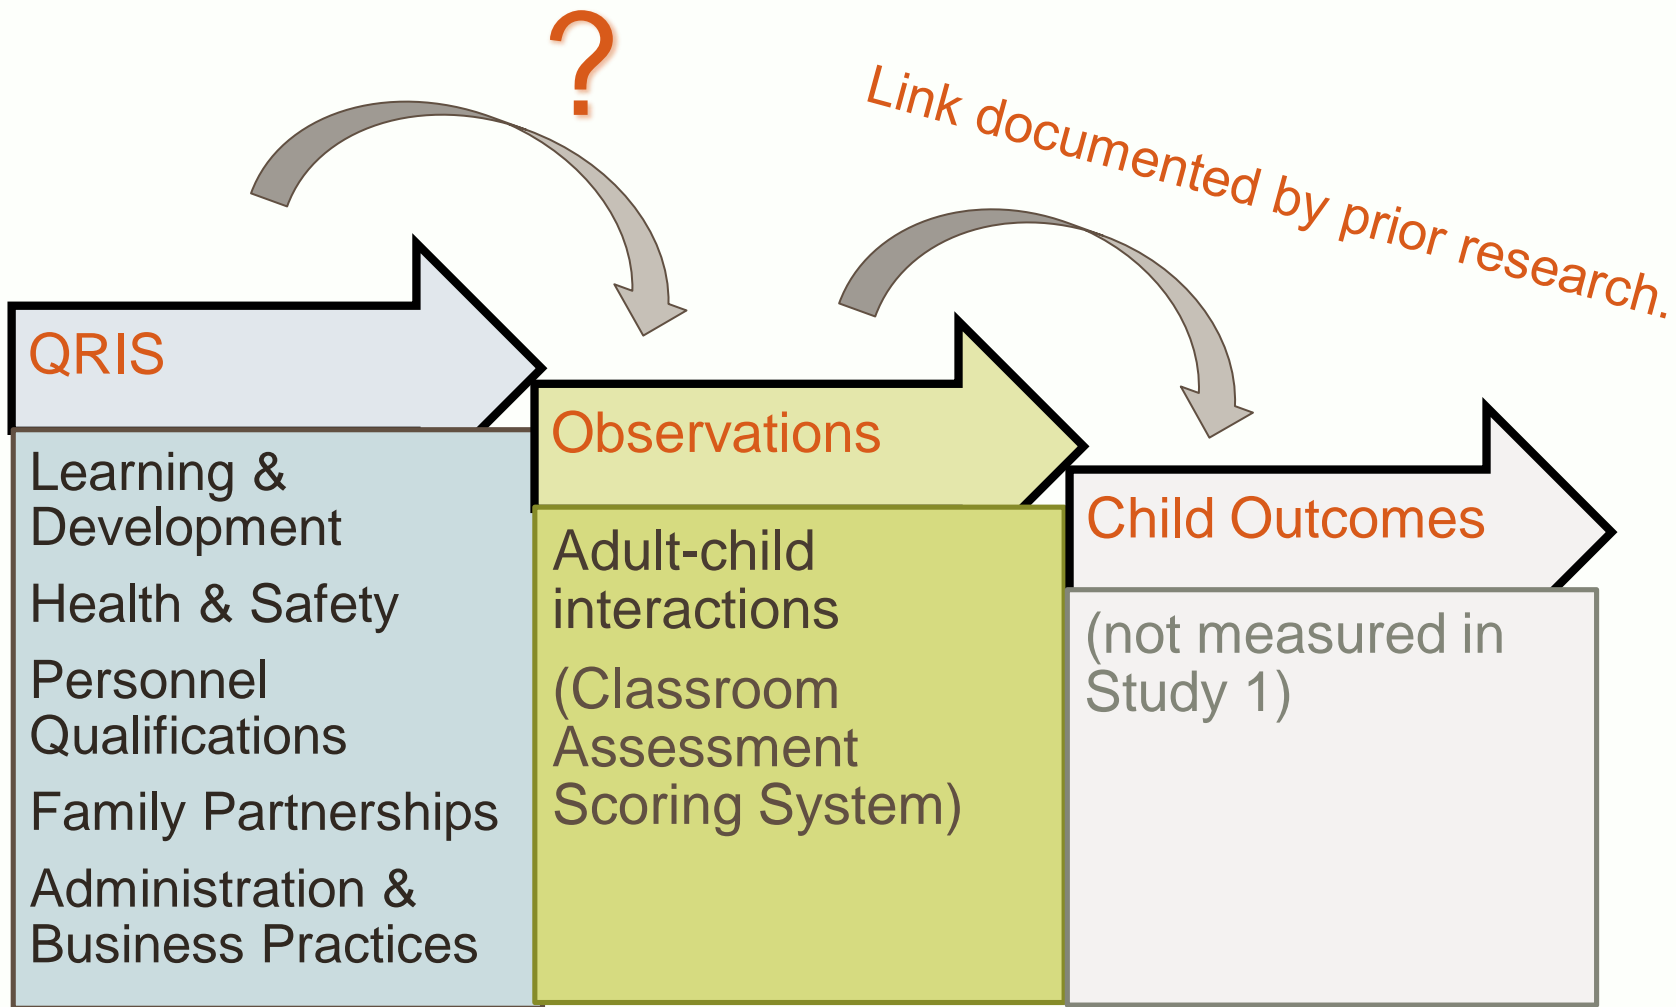 ?
Link documented by prior research.
QRIS
Learning &
Development
Health & Safety
Personnel
Qualifications
Family Partnerships
Administration &
Business Practices
Observations
Adult-child
interactions
(Classroom
Assessment
Scoring System)
Child Outcomes
(not measured in
Study 1)